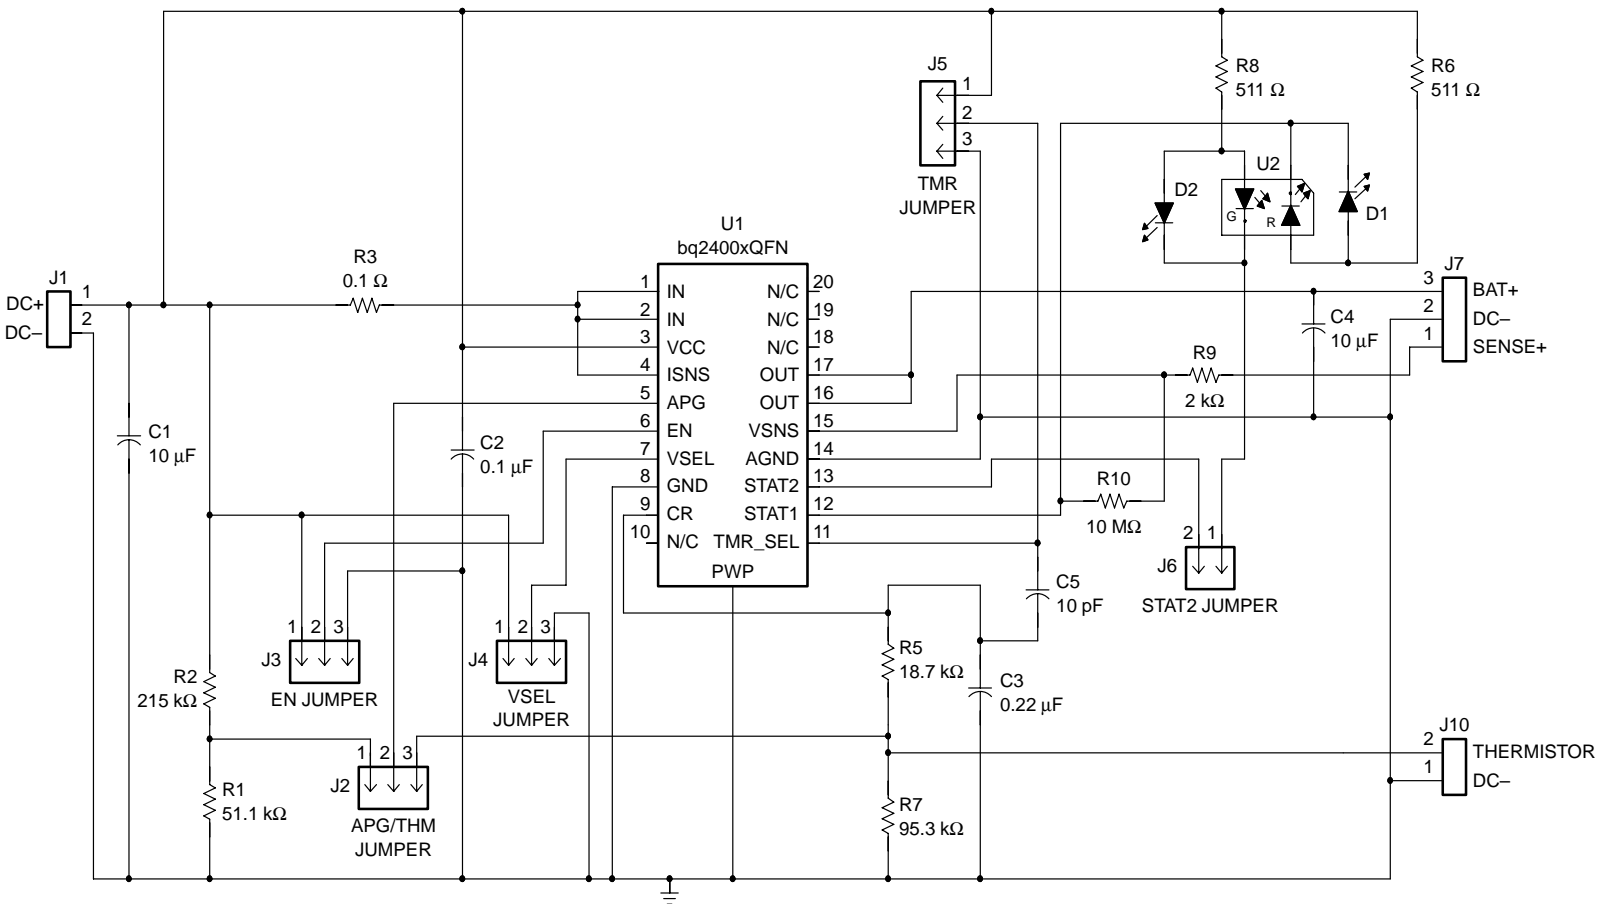 J5
1
2
3
TMR
JUMPER
R8
511 Ω
R6
511 Ω
U2
D2
G
R
D1
U1
bq2400xQFN
J1
DC+
1
DC–
2
R3
0.1 Ω
1 IN N/C 20
2 IN N/C 19
3 VCC N/C 18
4 ISNS OUT 17
5 APG OUT 16
6 EN VSNS 15
7 VSEL AGND 14
8 GND STAT2 13
9 CR STAT1 12
10 N/C TMR_SEL 11
PWP
J7
3 BAT+
2 DC–
1 SENSE+
C4
10 μF
R9
2 kΩ
C1
10 μF
C2
0.1 μF
R10
10 MΩ
2 1
J6
STAT2 JUMPER
C5
10 pF
1 2 3
J3
EN JUMPER
1 2 3
J4
VSEL
JUMPER
R5
18.7 kΩ
C3
0.22 μF
R2
215 kΩ
1 2 3
J2
APG/THM
JUMPER
R1
51.1 kΩ
R7
95.3 kΩ
J10
2 THERMISTOR
1 DC–